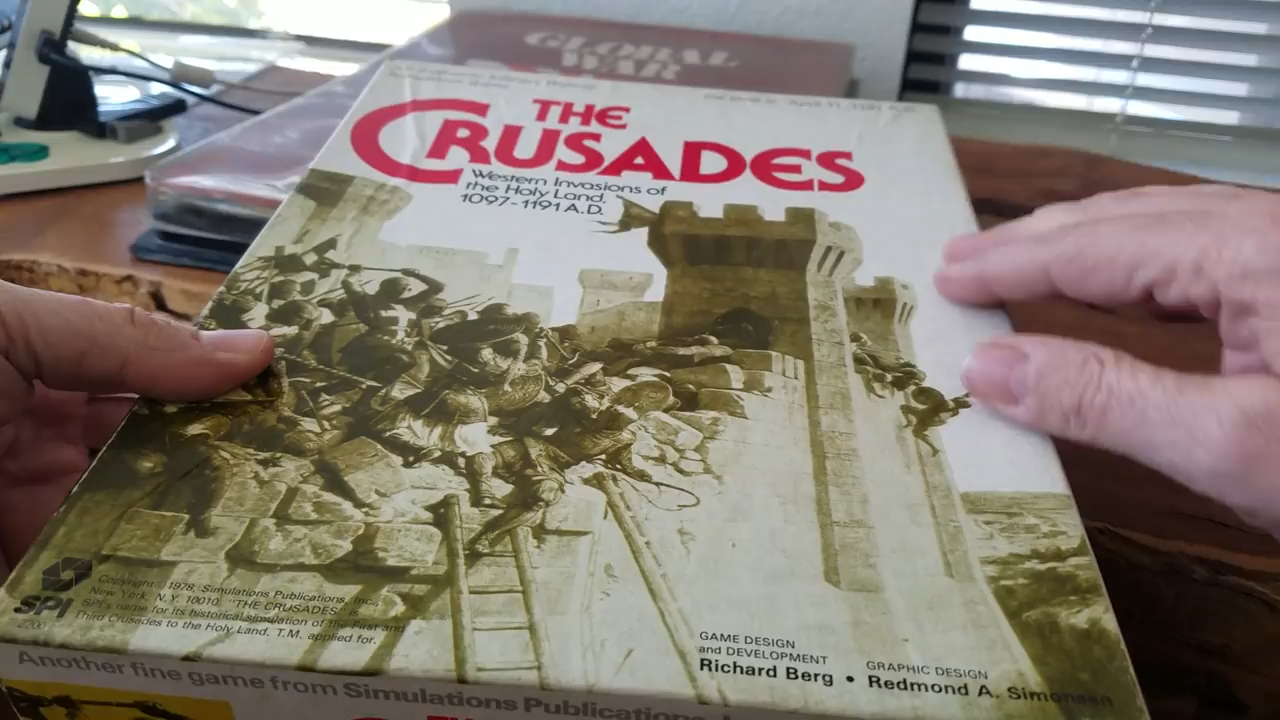 GLOBAL
WAR
THE
CRUSADES
Western Invasions of
the Holy Land,
1097-1191 A.D.
SPI
2200
Copyright 1978, Simulations Publications, Inc.,
New York, N.Y. 10010. "THE CRUSADES" is
SPI's name for its historical simulation of the First and
Third Crusades to the Holy Land. T.M. applied for.
GAME DESIGN
and DEVELOPMENT
Richard Berg • 
GRAPHIC DESIGN
Redmond A. Simonsen
Another fine game from Simulations Publications,
THE